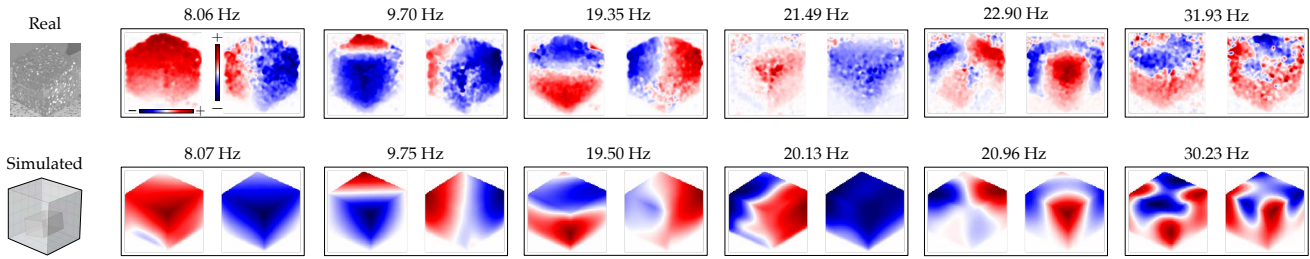 Real
8.06 Hz
9.70 Hz
19.35 Hz
21.49 Hz
22.90 Hz
31.93 Hz
+
−
− +
Simulated
8.07 Hz
9.75 Hz
19.50 Hz
20.13 Hz
20.96 Hz
30.23 Hz